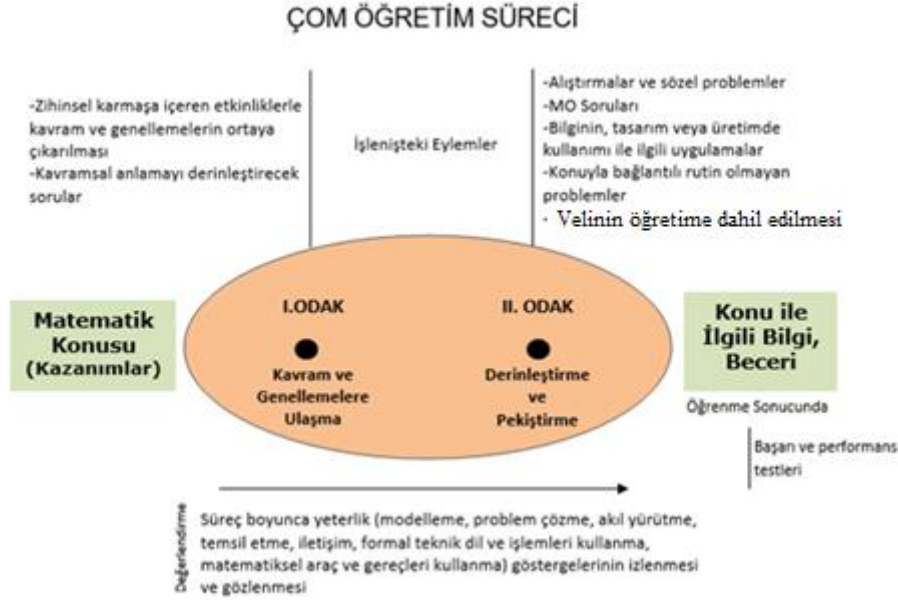 ÇOM ÖĞRETİM SÜRECİ
-Zihinsel karmaşa içeren etkinliklerle
kavram ve genellemelerin ortaya
çıkarılması
-Kavramsal anlamayı derinleştirecek
sorular
İşlenişteki Eylemler
-Alıştırmalar ve sözel problemler
-MO Soruları
-Bilginin, tasarım veya üretimde
kullanımı ile ilgili uygulamalar
-Konuyla bağlantılı rutin olmayan
problemler
- Velinin öğretime dahil edilmesi
Matematik
Konusu
(Kazanımlar)
I.ODAK
Kavram ve
Genellemelere
Ulaşma
II. ODAK
Derinleştirme
ve
Pekiştirme
Konu ile
İlgili Bilgi,
Beceri
Öğrenme Sonucunda
Başarı ve performans
testleri
Değerlendirme
Süreç boyunca yeterlik (modelleme, problem çözme, akıl yürütme,
temsil etme, iletişim, formal teknik dil ve işlemleri kullanma,
matematiksel araç ve gereçleri kullanma) göstergelerinin izlenmesi
ve gözlenmesi